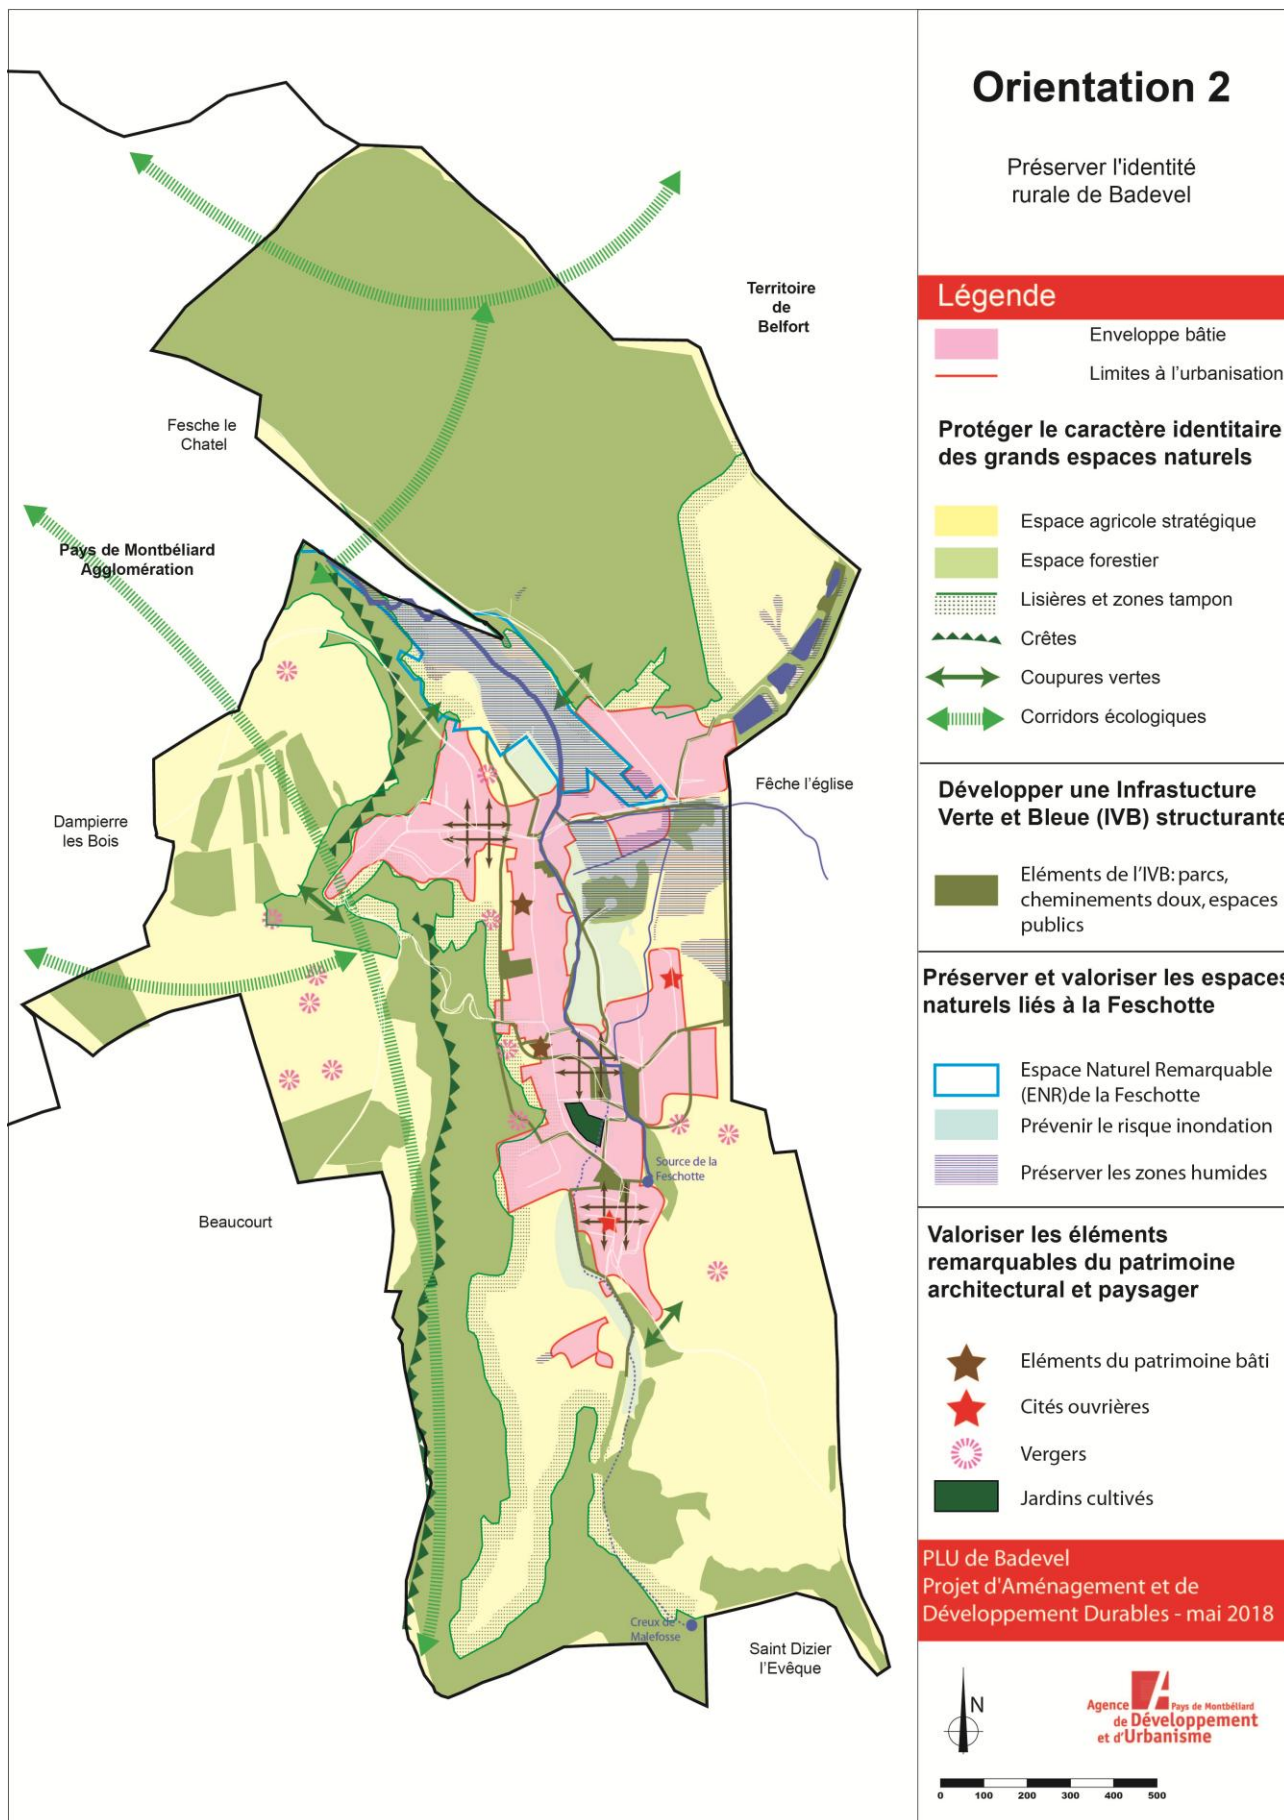 Orientation 2
Préserver l'identité
rurale de Badevel
Légende
Enveloppe bâtie
Limites à l'urbanisation
Protéger le caractère identitaire
des grands espaces naturels
Espace agricole stratégique
Espace forestier
Lisières et zones tampon
Crêtes
Coupures vertes
Corridors écologiques
Développer une Infrastucture
Verte et Bleue (IVB) structurante
Eléments de l'IVB: parcs,
cheminements doux, espaces
publics
Préserver et valoriser les espaces
naturels liés à la Feschotte
Espace Naturel Remarquable
(ENR)de la Feschotte
Prévenir le risque inondation
Préserver les zones humides
Valoriser les éléments
remarquables du patrimoine
architectural et paysager
Eléments du patrimoine bâti
Cités ouvrières
Vergers
Jardins cultivés
PLU de Badevel
Projet d'Aménagement et de
Développement Durables - mai 2018
N
Agence
Pays de Montbéliard
de Développement
et d'Urbanisme
0 100 200 300 400 500
Territoire
de
Belfort
Fesche le
Chatel
Pays de Montbéliard
Agglomération
Fêche l'église
Dampierre
les Bois
Source de la
Feschotte
Beaucourt
Creux de
Malefosse
Saint Dizier
l'Evêque